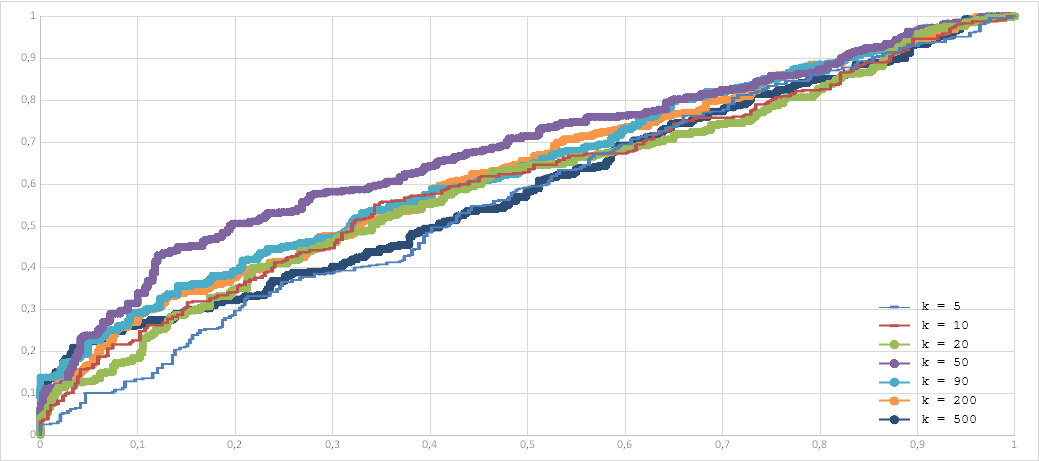 1
0,9
0,8
0,7
0,6
0,5
0,4
0,3
0,2
0,1
0
0 0,1 0,2 0,3 0,4 0,5 0,6 0,7 0,8 0,9 1
k = 5
k = 10
k = 20
k = 50
k = 90
k = 200
k = 500